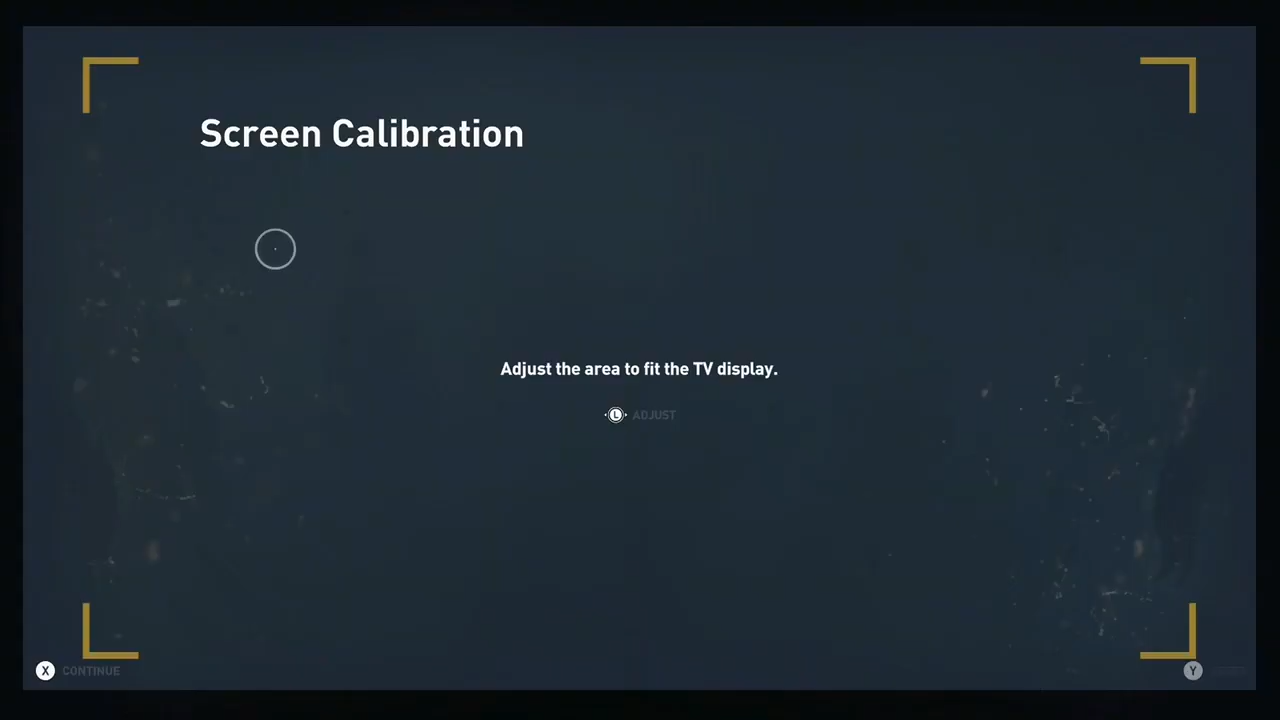 Screen Calibration
Adjust the area to fit the TV display.
L ADJUST
X CONTINUE
Y